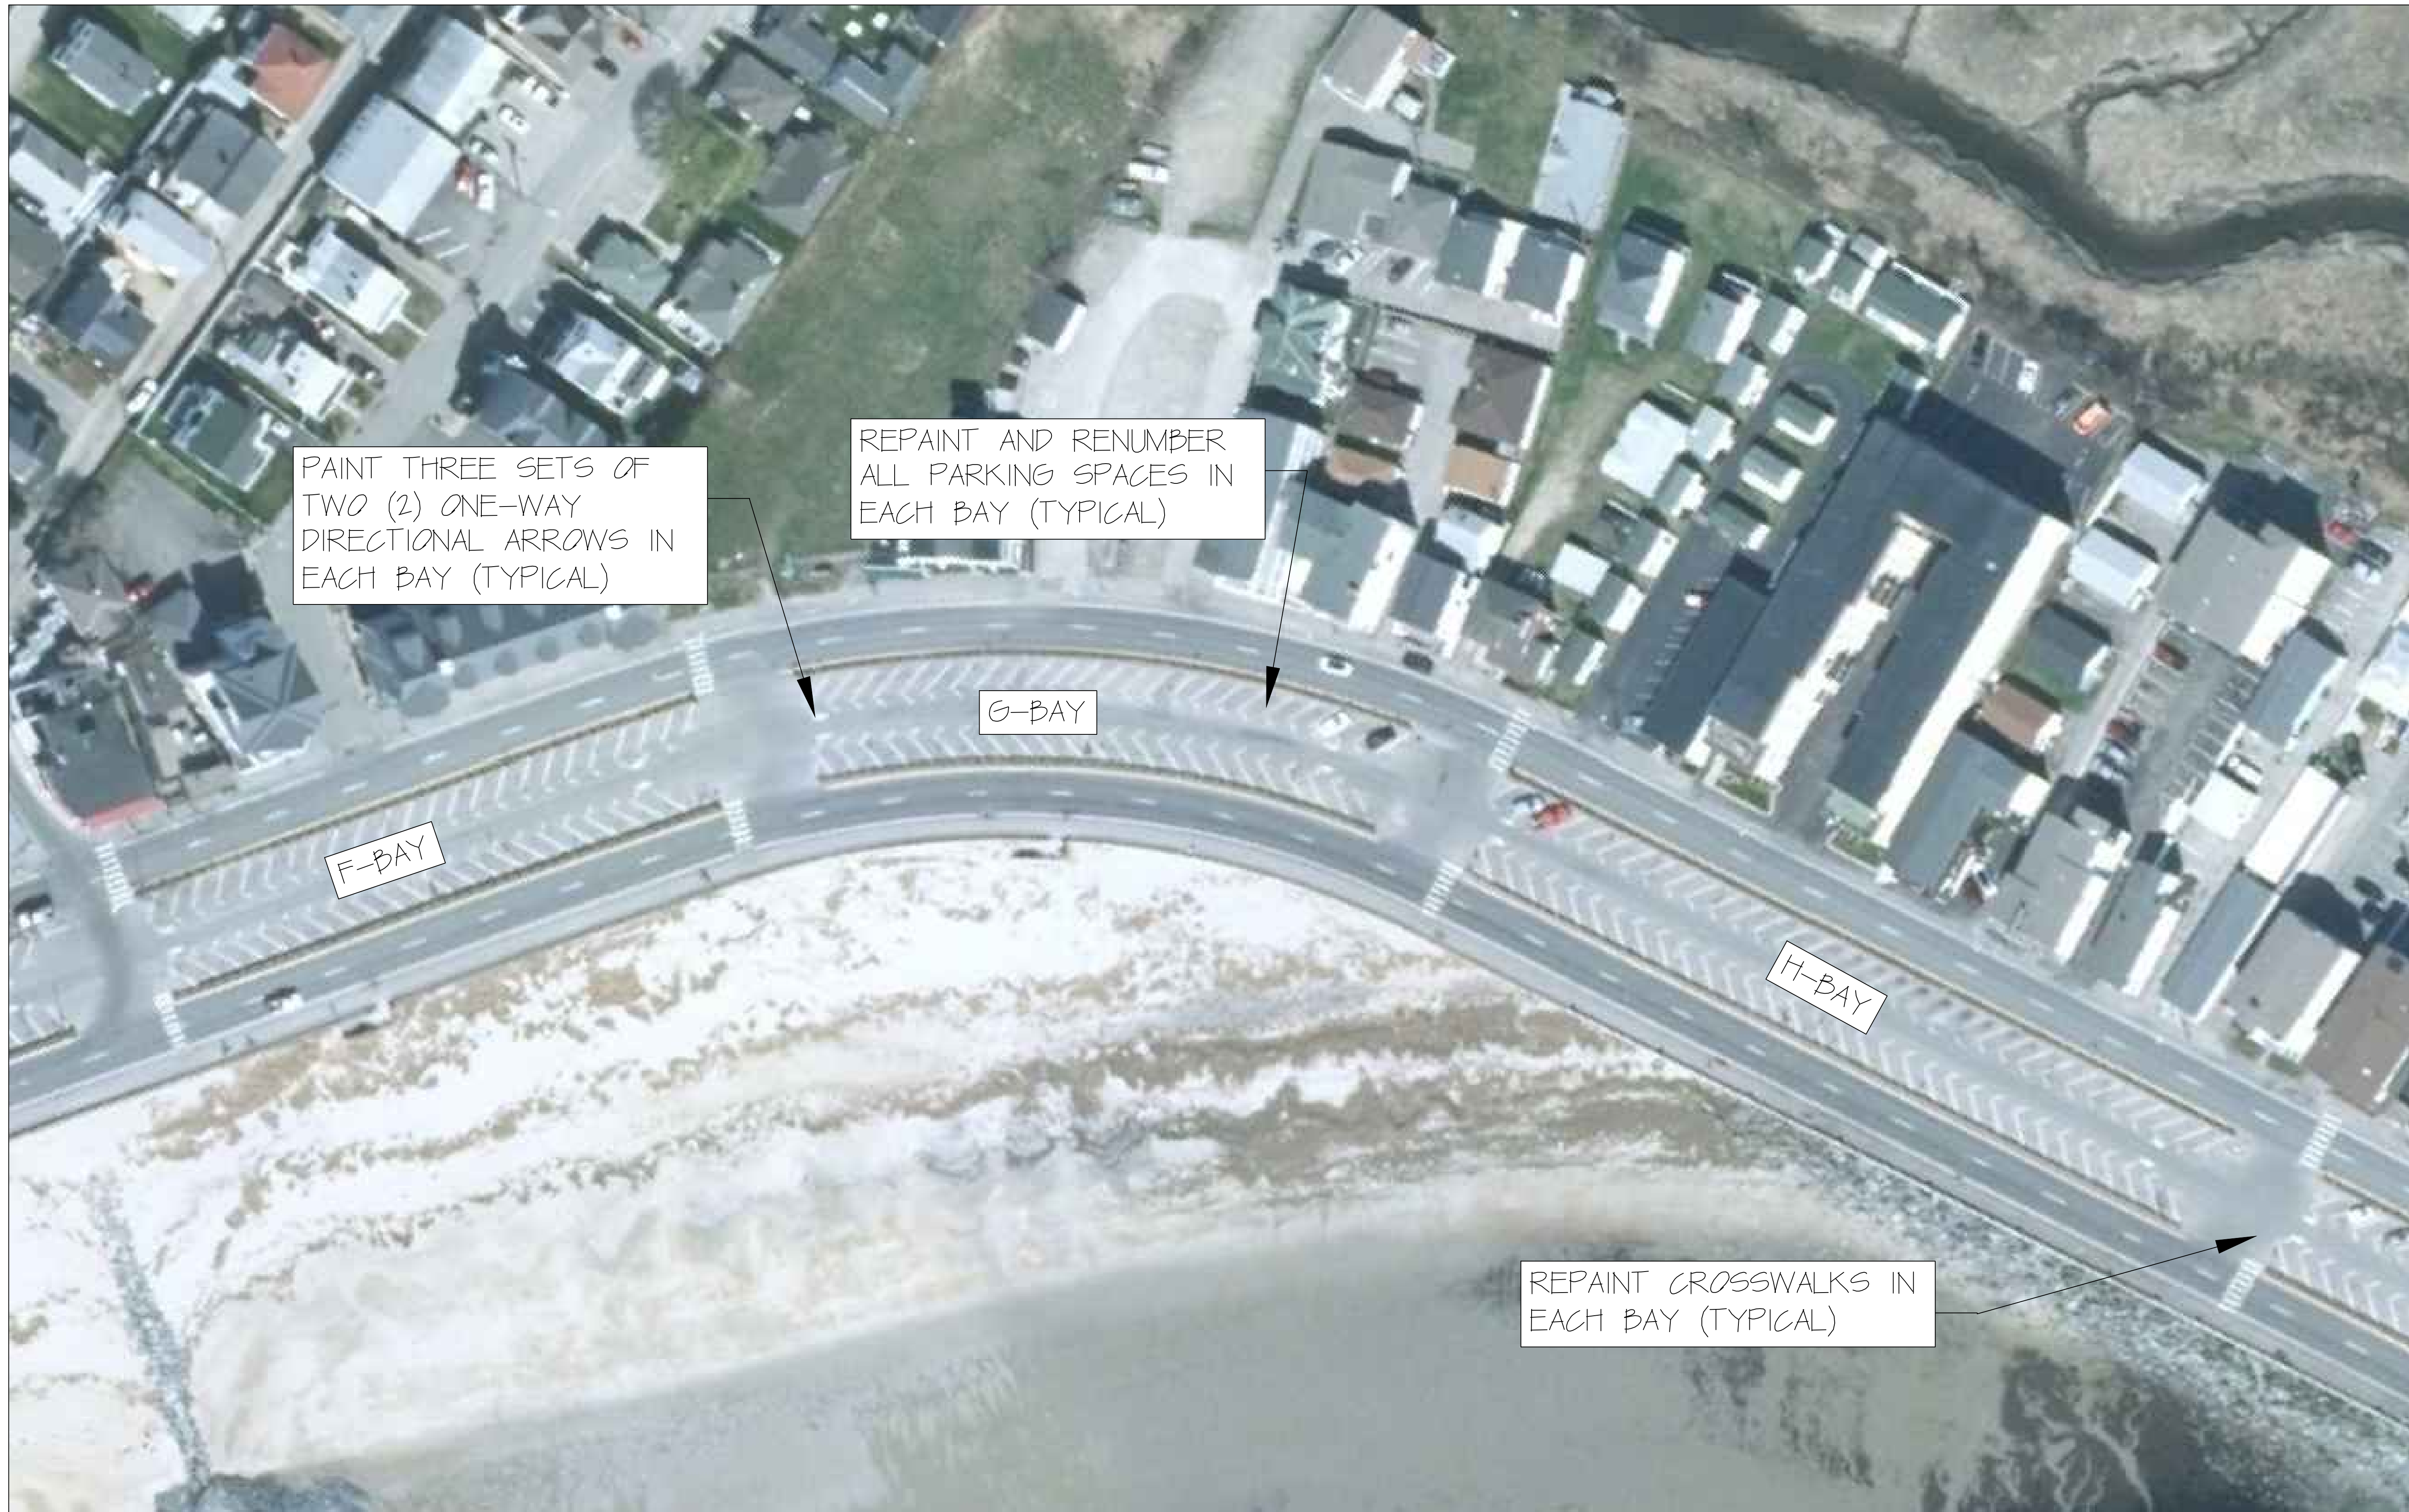 PAINT THREE SETS OF
TWO (2) ONE-WAY
DIRECTIONAL ARROWS IN
EACH BAY (TYPICAL)
REPAINT AND RENUMBER
ALL PARKING SPACES IN
EACH BAY (TYPICAL)
G-BAY
F-BAY
H-BAY
REPAINT CROSSWALKS IN
EACH BAY (TYPICAL)